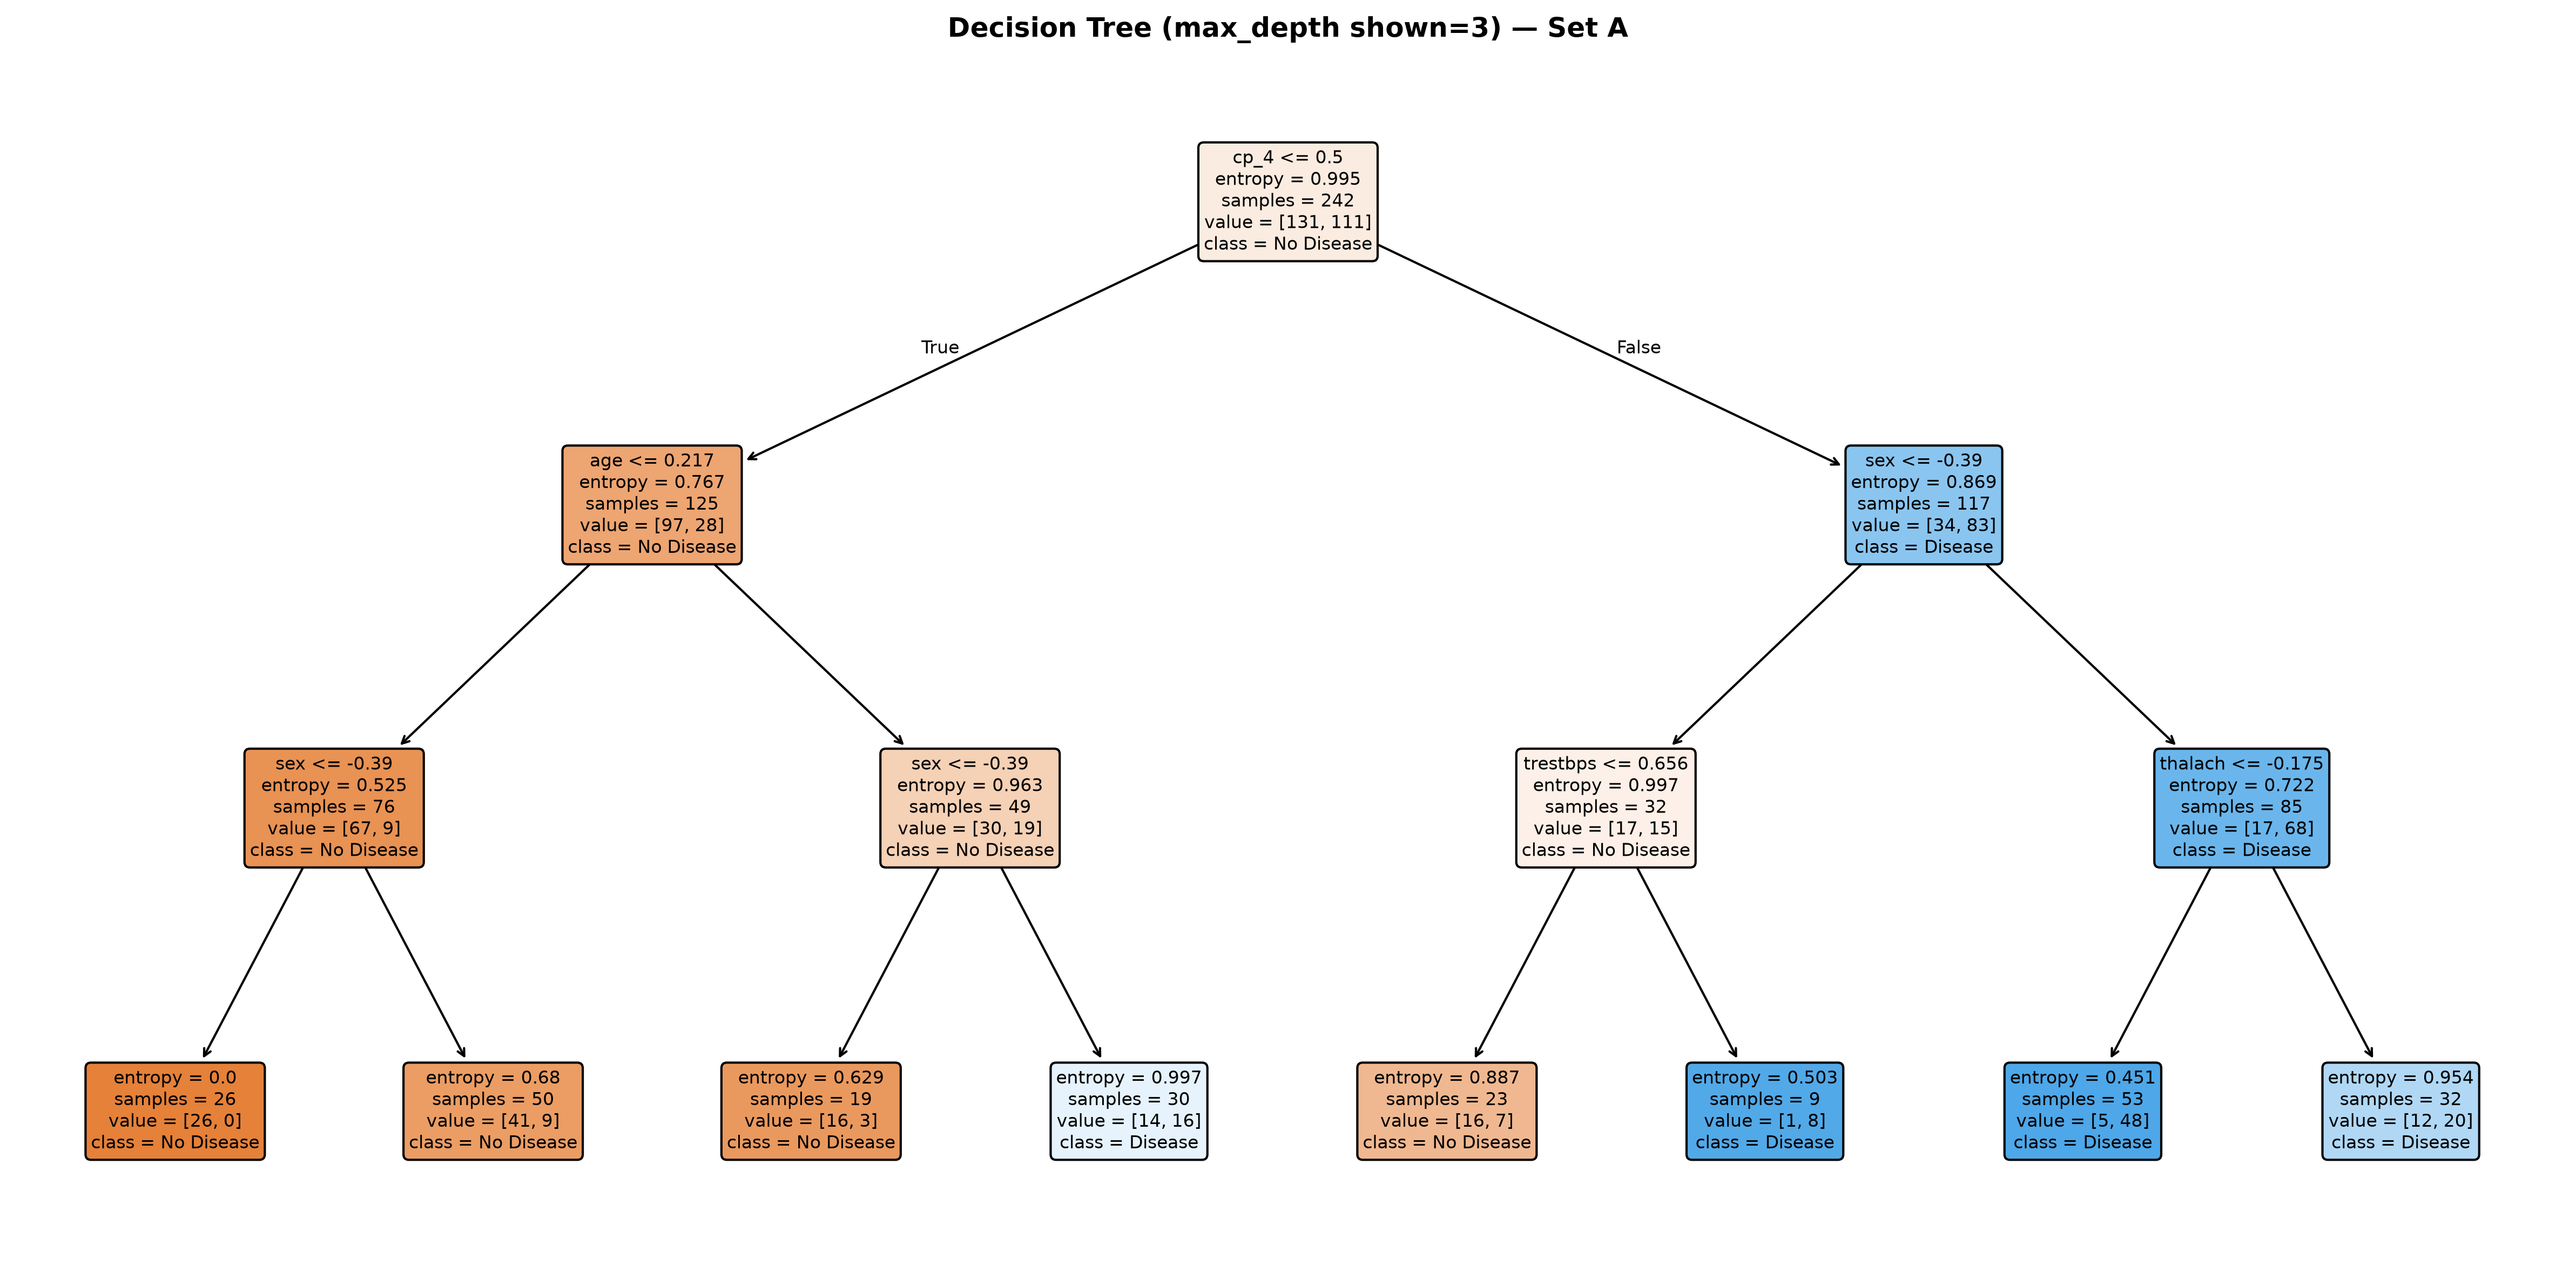 Decision Tree (max_depth shown=3) — Set A
cp_4 <= 0.5
entropy = 0.995
samples = 242
value = [131, 111]
class = No Disease
True
False
age <= 0.217
entropy = 0.767
samples = 125
value = [97, 28]
class = No Disease
sex <= -0.39
entropy = 0.869
samples = 117
value = [34, 83]
class = Disease
sex <= -0.39
entropy = 0.525
samples = 76
value = [67, 9]
class = No Disease
sex <= -0.39
entropy = 0.963
samples = 49
value = [30, 19]
class = No Disease
trestbps <= 0.656
entropy = 0.997
samples = 32
value = [17, 15]
class = No Disease
thalach <= -0.175
entropy = 0.722
samples = 85
value = [17, 68]
class = Disease
entropy = 0.0
samples = 26
value = [26, 0]
class = No Disease
entropy = 0.68
samples = 50
value = [41, 9]
class = No Disease
entropy = 0.629
samples = 19
value = [16, 3]
class = No Disease
entropy = 0.997
samples = 30
value = [14, 16]
class = Disease
entropy = 0.887
samples = 23
value = [16, 7]
class = No Disease
entropy = 0.503
samples = 9
value = [1, 8]
class = Disease
entropy = 0.451
samples = 53
value = [5, 48]
class = Disease
entropy = 0.954
samples = 32
value = [12, 20]
class = Disease